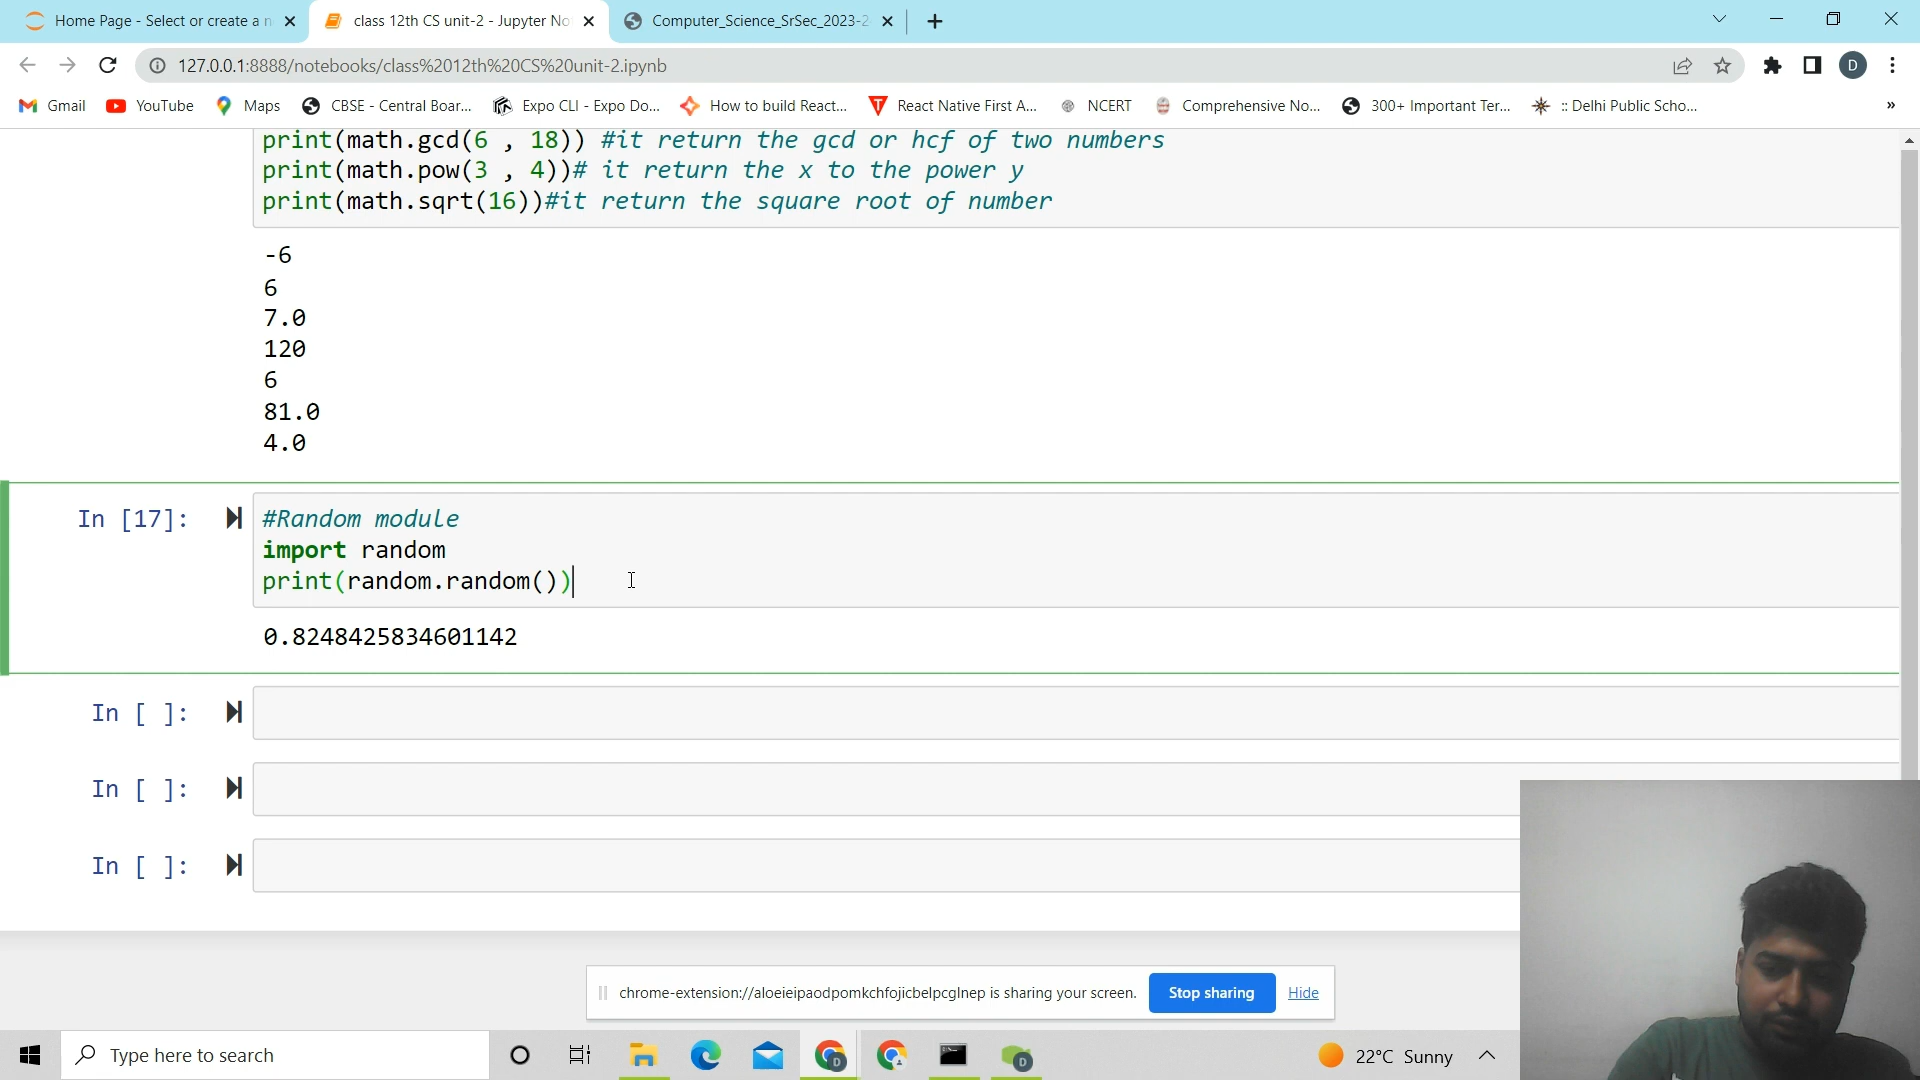 Home Page - Select or create a n
class 12th CS unit-2 - Jupyter No
Computer_Science_SrSec_2023-2
127.0.0.1:8888/notebooks/class%2012th%20CS%20unit-2.ipynb
D
Gmail
YouTube
Maps
CBSE - Central Boar...
Expo CLI - Expo Do...
How to build React...
React Native First A...
NCERT
Comprehensive No...
300+ Important Ter...
:: Delhi Public Scho...
»
print(math.gcd(6 , 18)) #it return the gcd or hcf of two numbers
print(math.pow(3 , 4))# it return the x to the power y
print(math.sqrt(16))#it return the square root of number
-6
6
7.0
120
6
81.0
4.0
In [17]:
#Random module
import random
print(random.random())
0.8248425834601142
In [ ]:
In [ ]:
In [ ]:
chrome-extension://aloeieipaodpomkchfojicbelpcglnep is sharing your screen.
Stop sharing
Hide
Type here to search
D
D
22°C Sunny